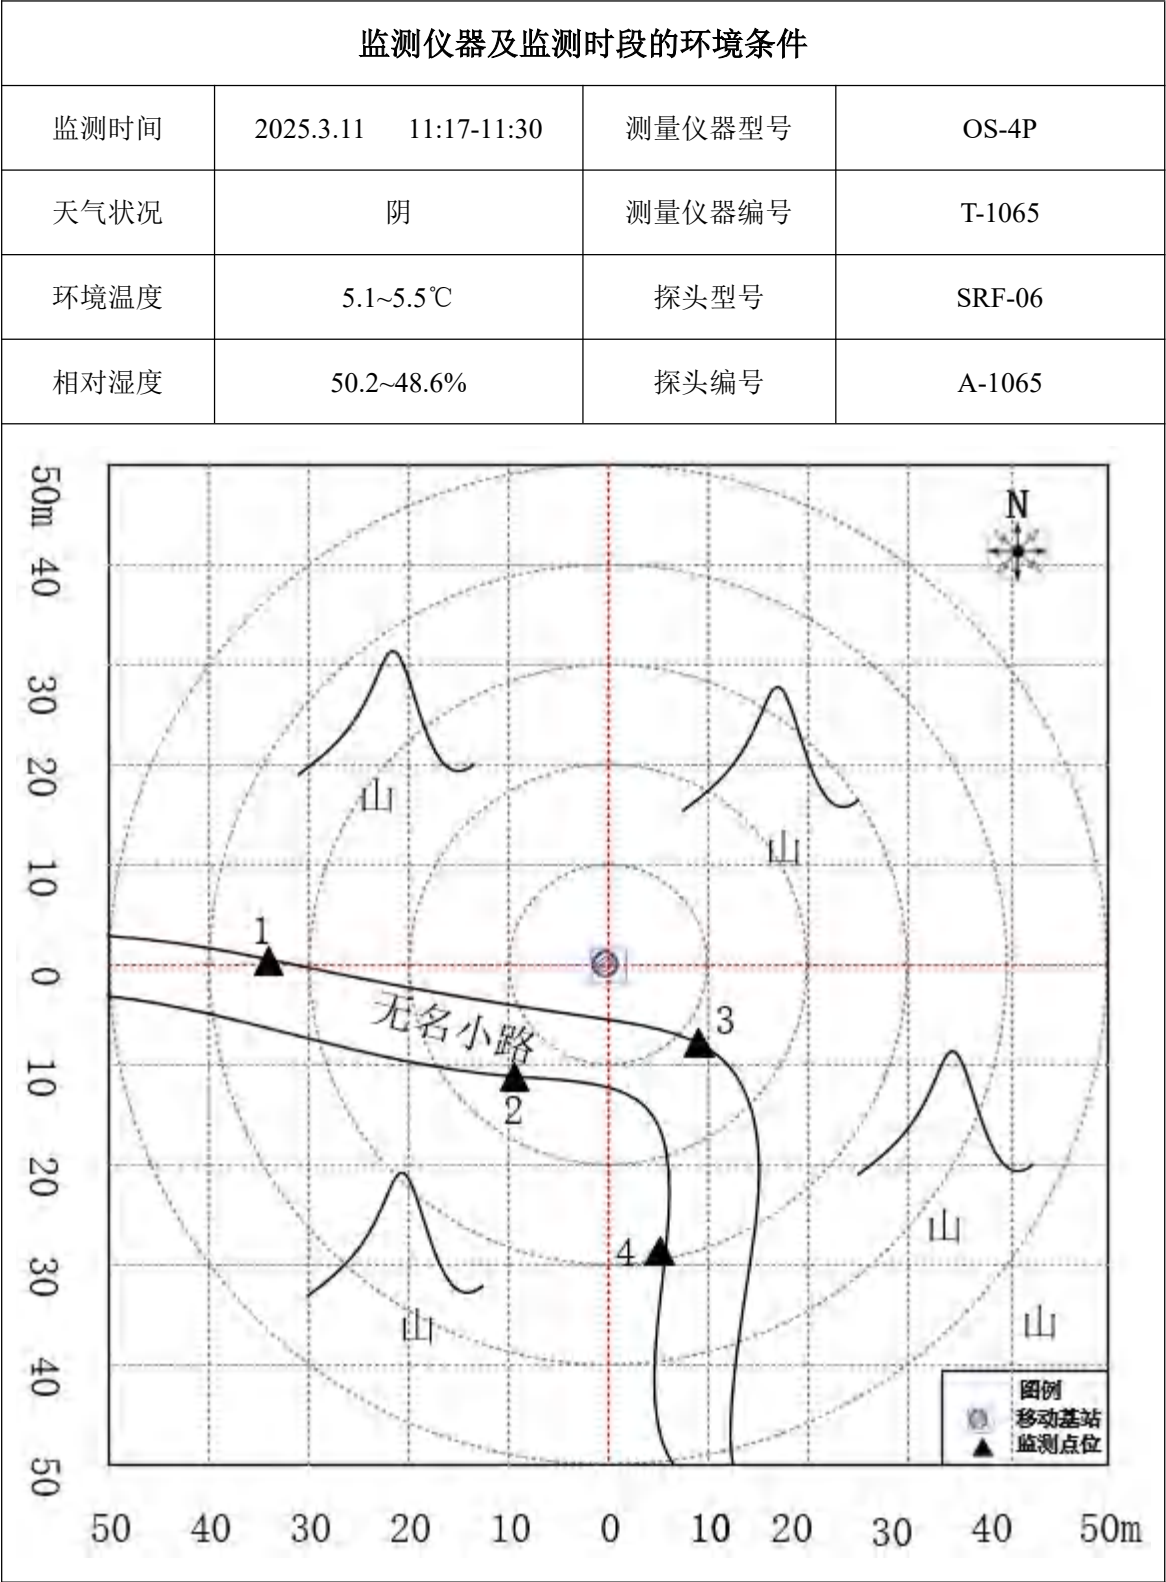 监测仪器及监测时段的环境条件
监测时间 2025.3.11 11:17-11:30 测量仪器型号 OS-4P
天气状况 阴 测量仪器编号 T-1065
环境温度 5.1~5.5℃ 探头型号 SRF-06
相对湿度 50.2~48.6% 探头编号 A-1065
50m
40
30
20
10
0
10
20
30
40
50
N
山
山
1
无名小路
3
2
4
山
山
山
图例
移动基站
监测点位
50 40 30 20 10 0 10 20 30 40 50m